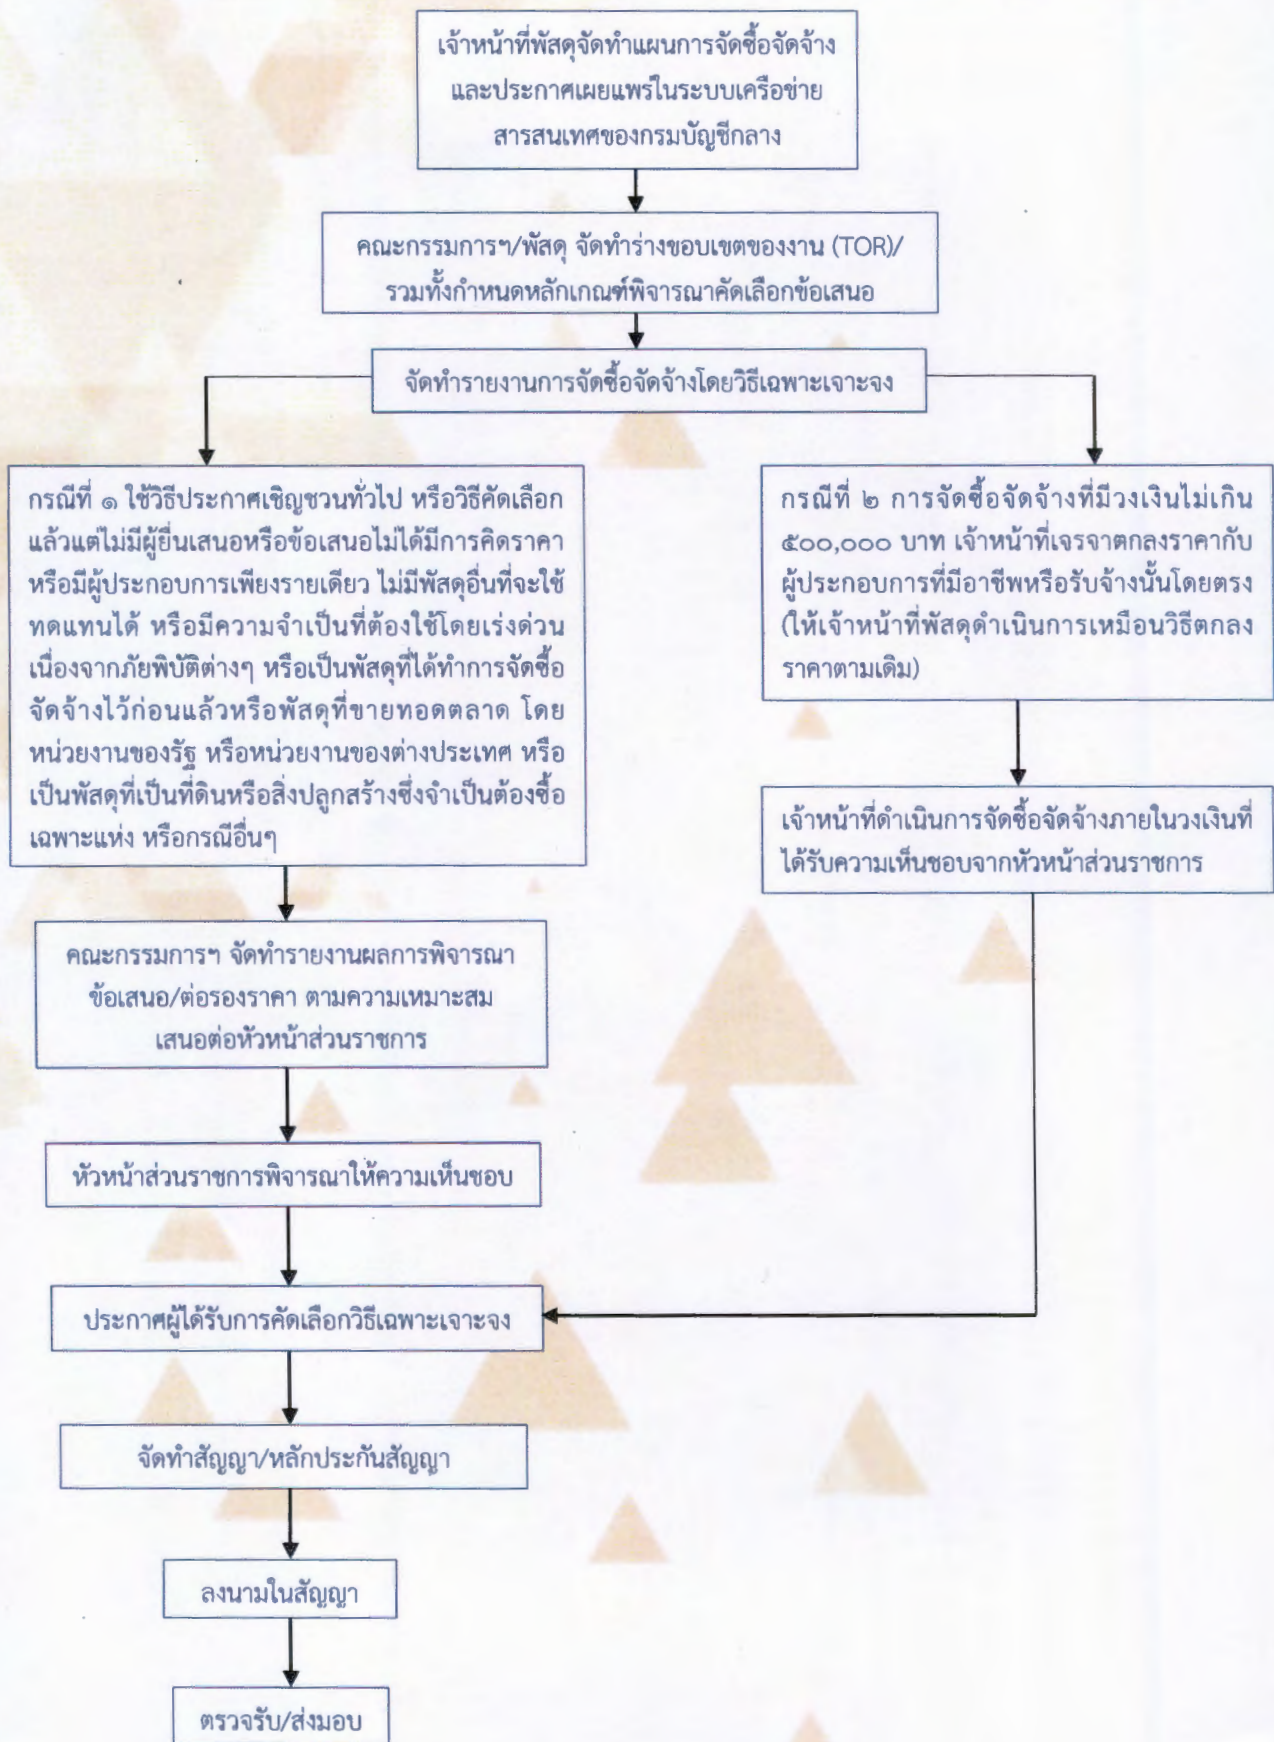 เจ้าหน้าที่พัสดุจัดทำแผนการจัดซื้อจัดจ้าง
และประกาศเผยแพร่ในระบบเครือข่าย
สารสนเทศของกรมบัญชีกลาง
คณะกรรมการฯ/พัสดุ จัดทำร่างขอบเขตของงาน (TOR)/
รวมทั้งกำหนดหลักเกณฑ์พิจารณาคัดเลือกข้อเสนอ
จัดทำรายงานการจัดซื้อจัดจ้างโดยวิธีเฉพาะเจาะจง
กรณีที่ ๑ ใช้วิธีประกาศเชิญชวนทั่วไป หรือวิธีคัดเลือก
แล้วแต่ไม่มีผู้ยื่นเสนอหรือข้อเสนอไม่ได้มีการคิดราคา
หรือมีผู้ประกอบการเพียงรายเดียว ไม่มีพัสดุอื่นที่จะใช้
ทดแทนได้ หรือมีความจำเป็นที่ต้องใช้โดยเร่งด่วน
เนื่องจากภัยพิบัติต่างๆ หรือเป็นพัสดุที่ได้ทำการจัดซื้อ
จัดจ้างไว้ก่อนแล้วหรือพัสดุที่ขายทอดตลาด โดย
หน่วยงานของรัฐ หรือหน่วยงานของต่างประเทศ หรือ
เป็นพัสดุที่เป็นที่ดินหรือสิ่งปลูกสร้างซึ่งจำเป็นต้องซื้อ
เฉพาะแห่ง หรือกรณีอื่นๆ
กรณีที่ ๒ การจัดซื้อจัดจ้างที่มีวงเงินไม่เกิน
๕๐๐,๐๐๐ บาท เจ้าหน้าที่เจรจาตกลงราคากับ
ผู้ประกอบการที่มีอาชีพหรือรับจ้างนั้นโดยตรง
(ให้เจ้าหน้าที่พัสดุดำเนินการเหมือนวิธีตกลง
ราคาตามเดิม)
เจ้าหน้าที่ดำเนินการจัดซื้อจัดจ้างภายในวงเงินที่
ได้รับความเห็นชอบจากหัวหน้าส่วนราชการ
คณะกรรมการฯ จัดทำรายงานผลการพิจารณา
ข้อเสนอ/ต่อรองราคา ตามความเหมาะสม
เสนอต่อหัวหน้าส่วนราชการ
หัวหน้าส่วนราชการพิจารณาให้ความเห็นชอบ
ประกาศผู้ได้รับการคัดเลือกวิธีเฉพาะเจาะจง
จัดทำสัญญา/หลักประกันสัญญา
ลงนามในสัญญา
ตรวจรับ/ส่งมอบ